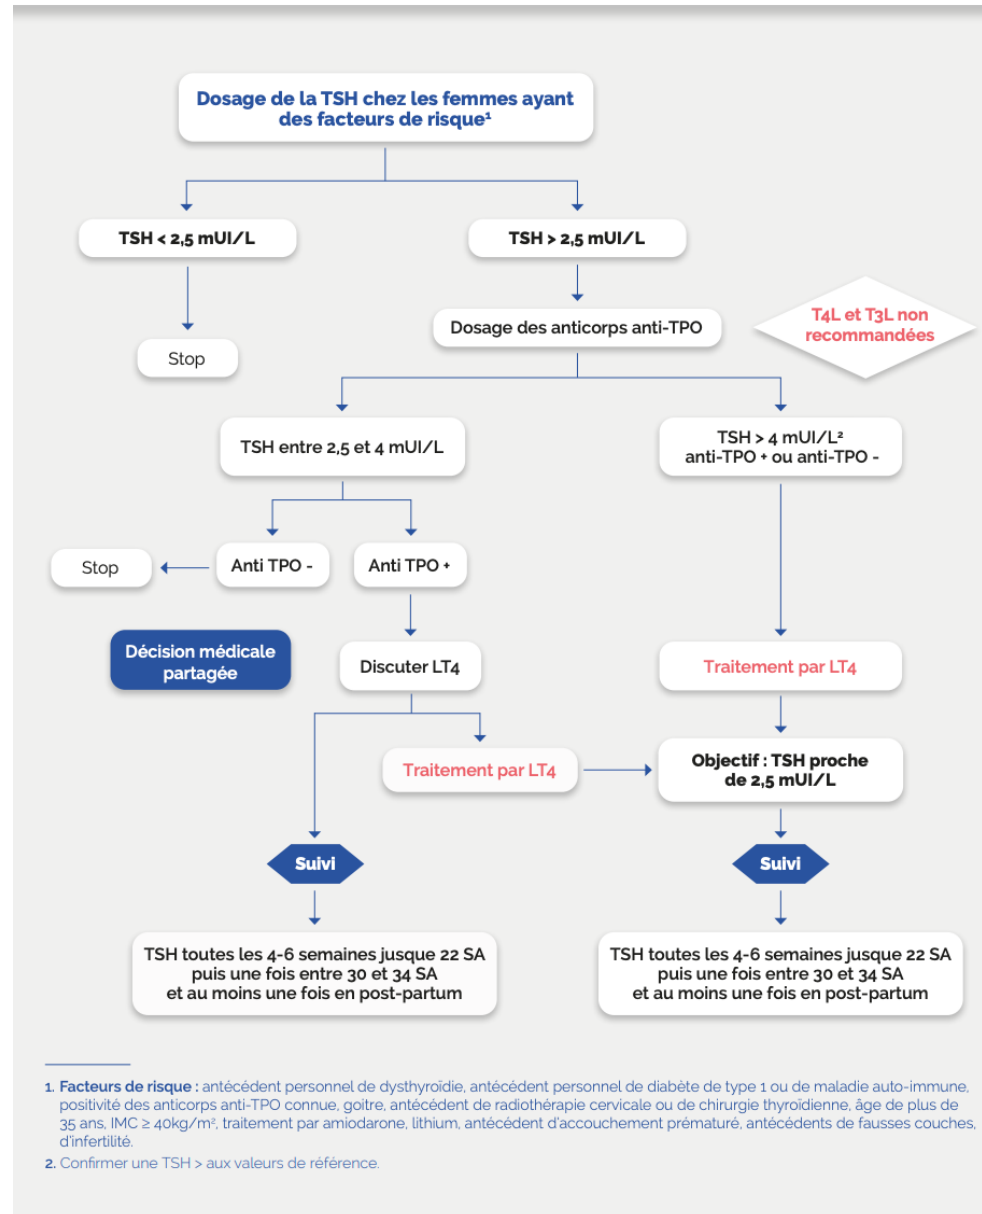 Dosage de la TSH chez les femmes ayant
des facteurs de risque¹
TSH < 2,5 mUI/L
TSH > 2,5 mUI/L
Stop
Dosage des anticorps anti-TPO
T4L et T3L non
recommandées
TSH entre 2,5 et 4 mUI/L
TSH > 4 mUI/L²
anti-TPO + ou anti-TPO -
Stop
Anti TPO -
Anti TPO +
Décision médicale
partagée
Discuter LT4
Traitement par LT4
Traitement par LT4
Objectif : TSH proche
de 2,5 mUI/L
Suivi
Suivi
TSH toutes les 4-6 semaines jusque 22 SA
puis une fois entre 30 et 34 SA
et au moins une fois en post-partum
TSH toutes les 4-6 semaines jusque 22 SA
puis une fois entre 30 et 34 SA
et au moins une fois en post-partum
1. Facteurs de risque : antécédent personnel de dysthyroïdie, antécédent personnel de diabète de type 1 ou de maladie auto-immune,
positivité des anticorps anti-TPO connue, goitre, antécédent de radiothérapie cervicale ou de chirurgie thyroïdienne, âge de plus de
35 ans, IMC ≥ 40kg/m², traitement par amiodarone, lithium, antécédent d'accouchement prématuré, antécédents de fausses couches,
d'infertilité.
2. Confirmer une TSH > aux valeurs de référence.